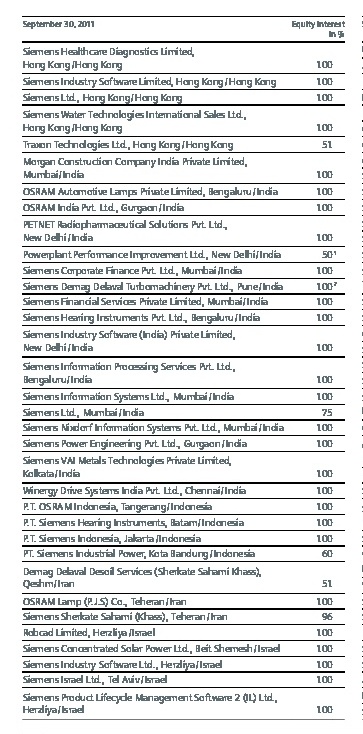 September 30, 2011 Equity interest
in %
Siemens Healthcare Diagnostics Limited,
Hong Kong/Hong Kong 100
Siemens Industry Software Limited, Hong Kong/Hong Kong 100
Siemens Ltd., Hong Kong/Hong Kong 100
Siemens Water Technologies International Sales Ltd.,
Hong Kong/Hong Kong 100
Traxon Technologies Ltd., Hong Kong/Hong Kong 51
Morgan Construction Company India Private Limited,
Mumbai/India 100
OSRAM Automotive Lamps Private Limited, Bengaluru/India 100
OSRAM India Pvt. Ltd., Gurgaon/India 100
PETNET Radiopharmaceutical Solutions Pvt. Ltd.,
New Delhi/India 100
Powerplant Performance Improvement Ltd., New Delhi/India 50¹
Siemens Corporate Finance Pvt. Ltd., Mumbai/India 100
Siemens Demag Delaval Turbomachinery Pvt. Ltd., Pune/India 100⁷
Siemens Financial Services Private Limited, Mumbai/India 100
Siemens Hearing Instruments Pvt. Ltd., Bengaluru/India 100
Siemens Industry Software (India) Private Limited,
New Delhi/India 100
Siemens Information Processing Services Pvt. Ltd.,
Bengaluru/India 100
Siemens Information Systems Ltd., Mumbai/India 100
Siemens Ltd., Mumbai/India 75
Siemens Nixdorf Information Systems Pvt. Ltd., Mumbai/India 100
Siemens Power Engineering Pvt. Ltd., Gurgaon/India 100
Siemens VAI Metals Technologies Private Limited,
Kolkata/India 100
Winergy Drive Systems India Pvt. Ltd., Chennai/India 100
P.T. OSRAM Indonesia, Tangerang/Indonesia 100
P.T. Siemens Hearing Instruments, Batam/Indonesia 100
P.T. Siemens Indonesia, Jakarta/Indonesia 100
PT. Siemens Industrial Power, Kota Bandung/Indonesia 60
Demag Delaval Desoil Services (Sherkate Sahami Khass),
Qeshm/Iran 51
OSRAM Lamp (P.J.S) Co., Teheran/Iran 100
Siemens Sherkate Sahami (Khass), Teheran/Iran 96
Robcad Limited, Herzliya/Israel 100
Siemens Concentrated Solar Power Ltd., Beit Shemesh/Israel 100
Siemens Industry Software Ltd., Herzliya/Israel 100
Siemens Israel Ltd., Tel Aviv/Israel 100
Siemens Product Lifecycle Management Software 2 (IL) Ltd.,
Herzliya/Israel 100